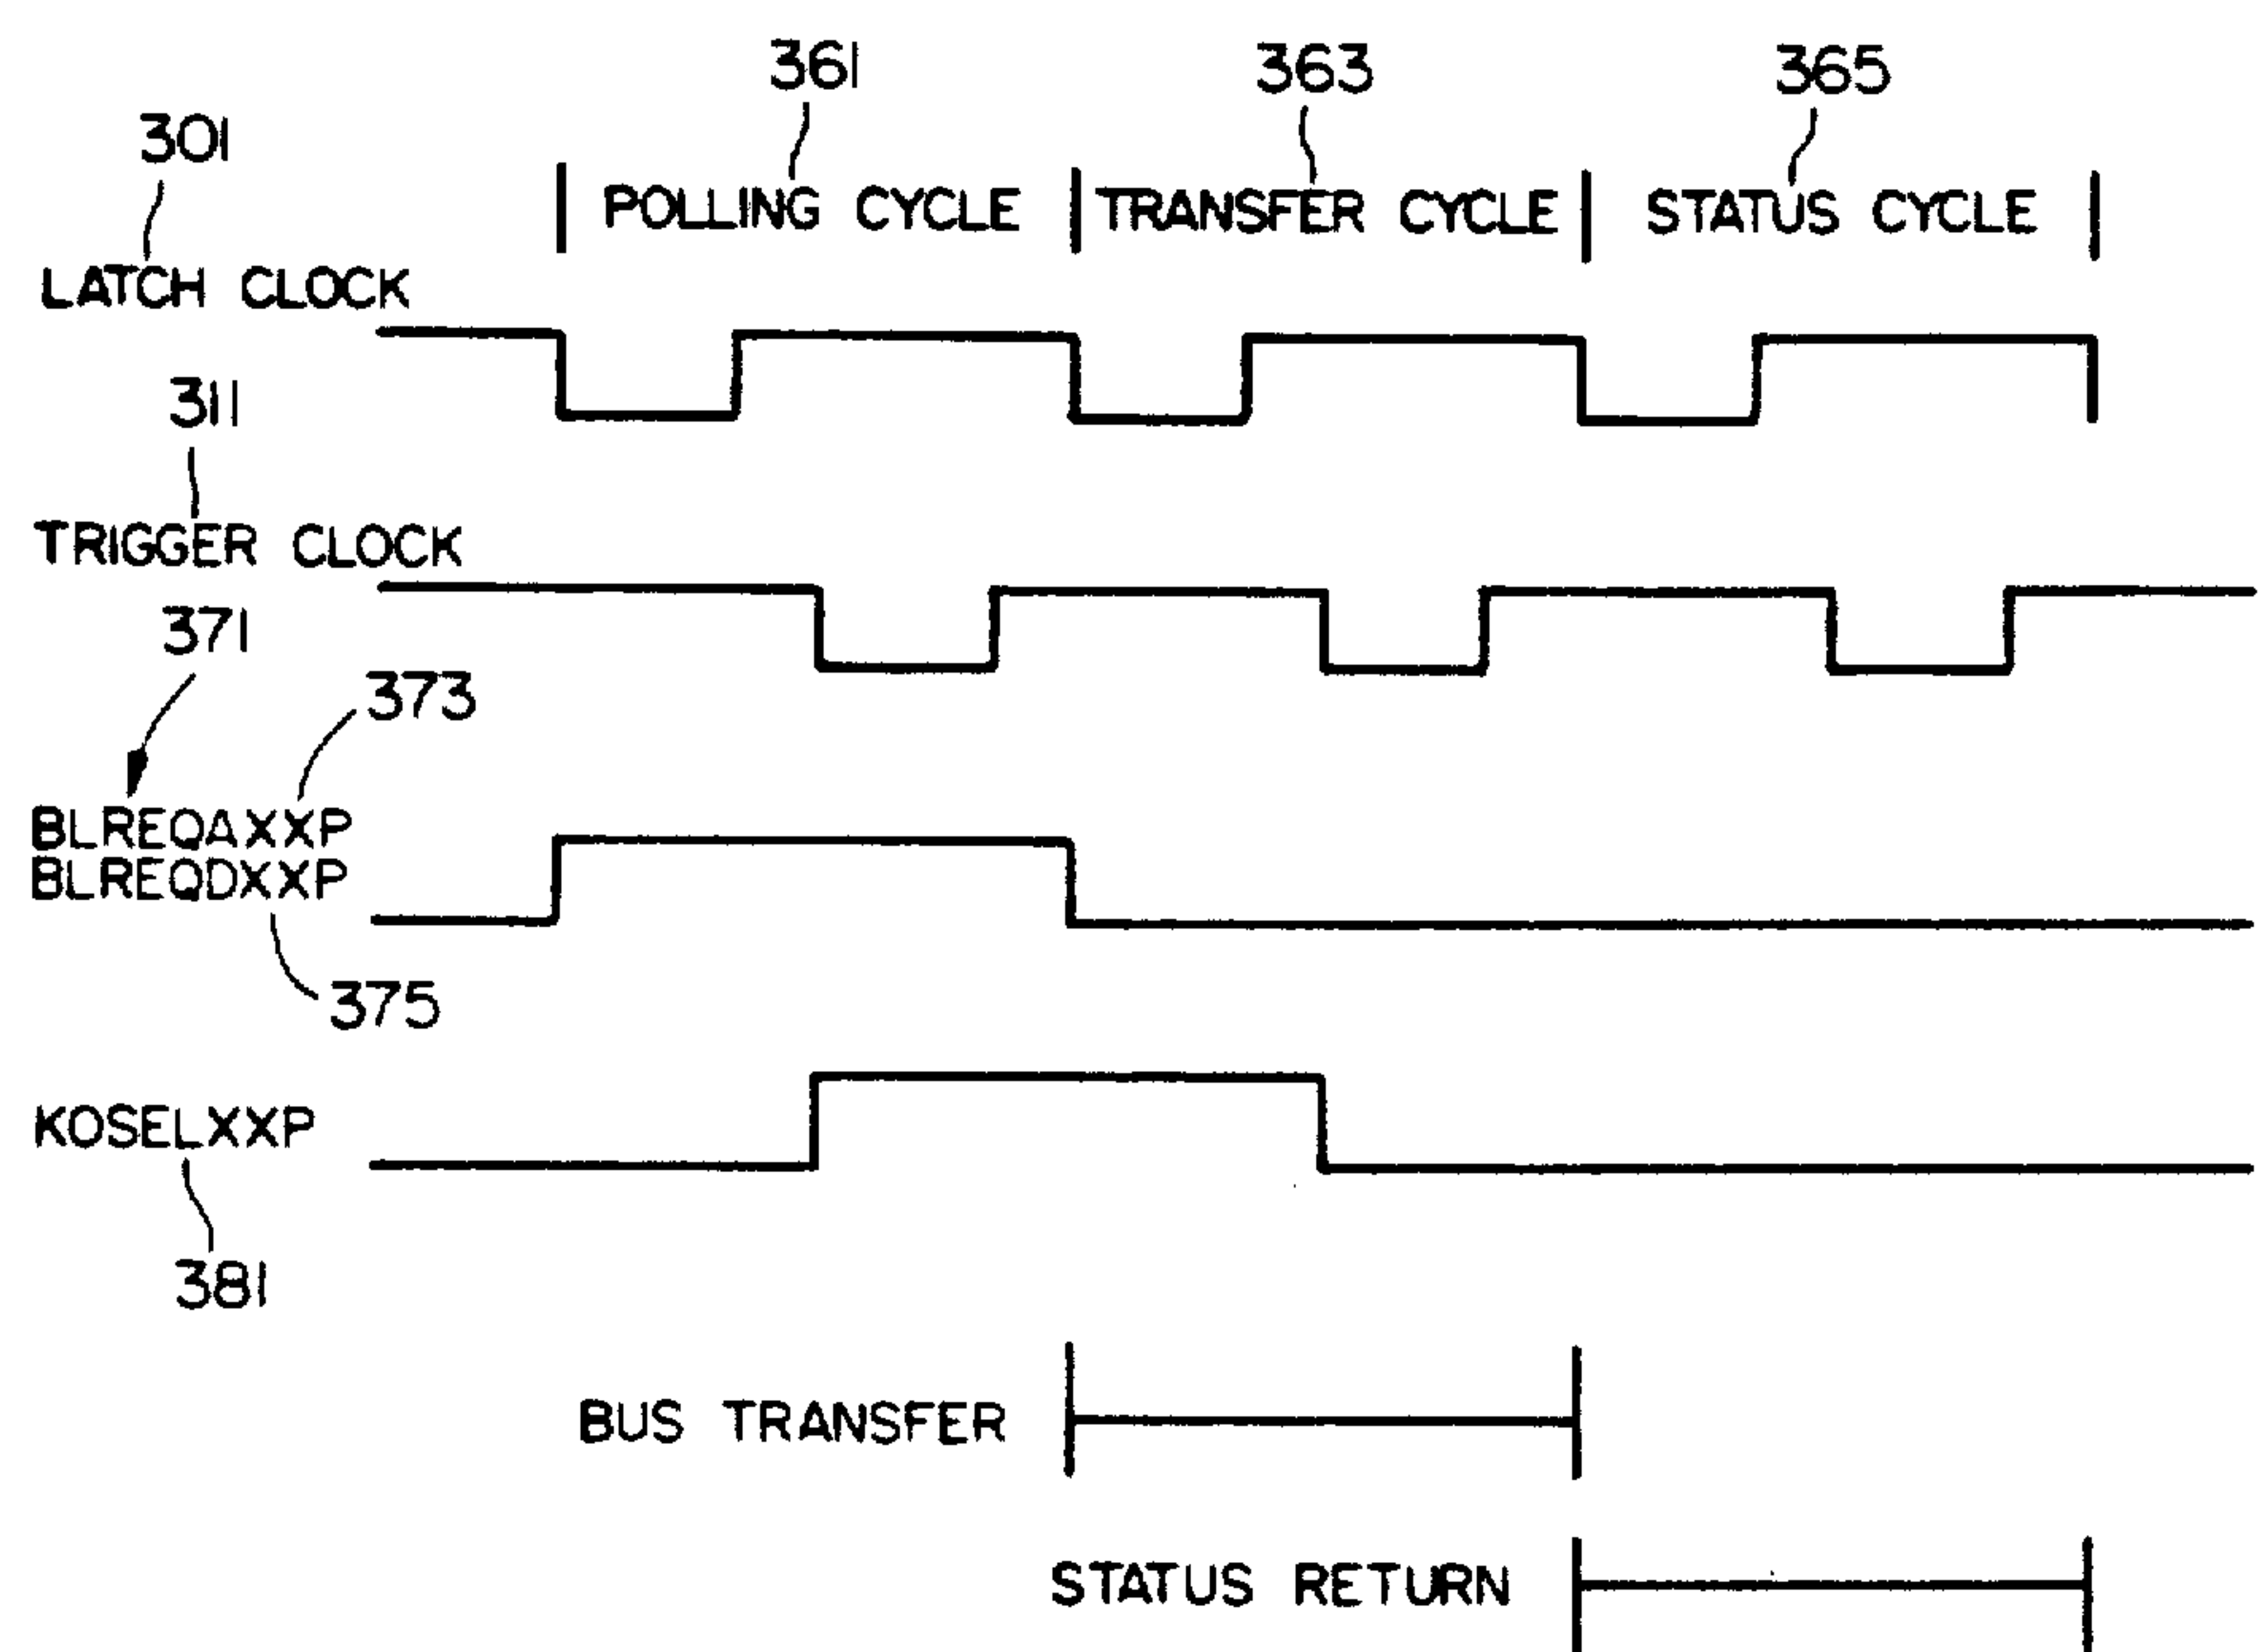 361 363 365
301
POLLING CYCLE TRANSFER CYCLE STATUS CYCLE
LATCH CLOCK
311
TRIGGER CLOCK
371
373
BLREQAXXP
BLREQDXXP
375
KOSELXXP
381
BUS TRANSFER
STATUS RETURN